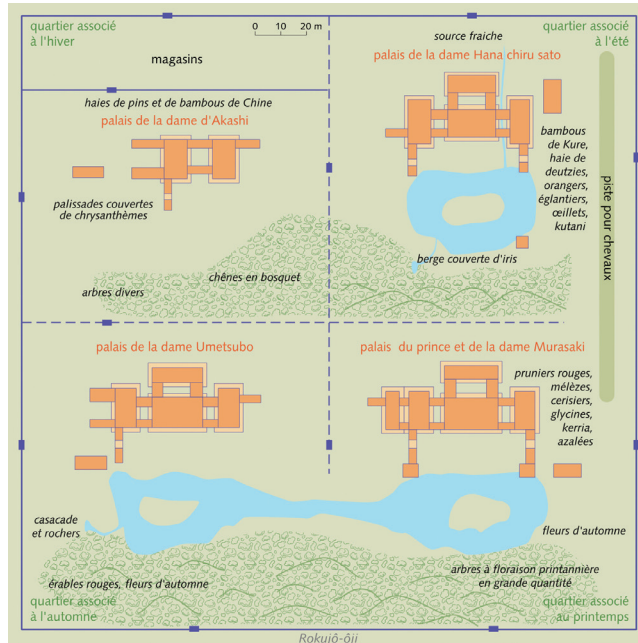 quartier associé
à l'hiver
magasins
0 10 20 m
source fraiche
quartier associé
à l'été
palais de la dame Hana chiru sato
haies de pins et de bambous de Chine
palais de la dame d'Akashi
palissades couvertes
de chrysanthèmes
bambous
de Kure,
haie de
deutzies,
orangers,
églantiers,
œillets,
kutani
piste pour chevaux
berge couverte d'iris
chênes en bosquet
arbres divers
palais de la dame Umetsubo
palais du prince et de la dame Murasaki
pruniers rouges,
mélèzes,
cerisiers,
glycines,
kerria,
azalées
casacade
et rochers
fleurs d'automne
érables rouges, fleurs d'automne
arbres à floraison printannière
en grande quantité
quartier associé
à l'automne
quartier associé
au printemps
Rokujô-ôji